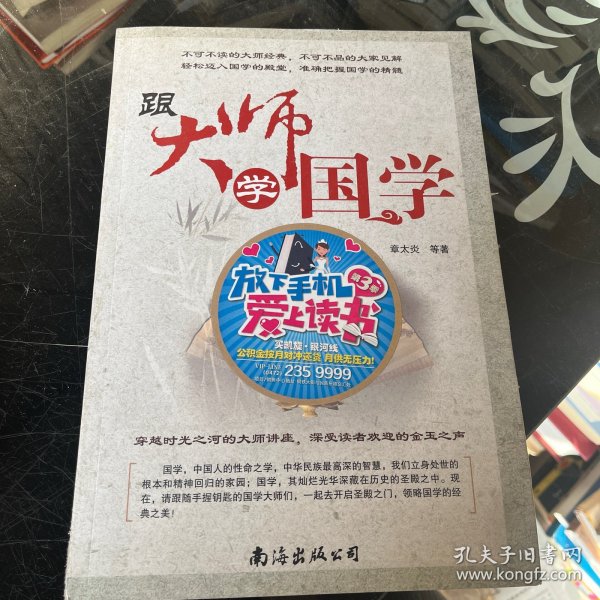 不可不读的大师经典，不可不品的大家见解
轻松迈入国学的殿堂，准确把握国学的精髓
跟
大师
学
国学
章太炎 等著
放下手机
第3季
爱上读书
买凯旋·银河线
公积金按月对冲还贷 月供无压力!
VIP-LINE
(0472)
235 9999
穿越时光之河的大师讲座，深受读者欢迎的金玉之声
国学，中国人的性命之学，中华民族最高深的智慧，我们立身处世的
根本和精神回归的家园；国学，其灿烂光华深藏在历史的圣殿之中。现
在，请跟随手握钥匙的国学大师们，一起去开启圣殿之门，领略国学的经
典之美！
南海出版公司
孔夫子旧书网
www.kongfz.com